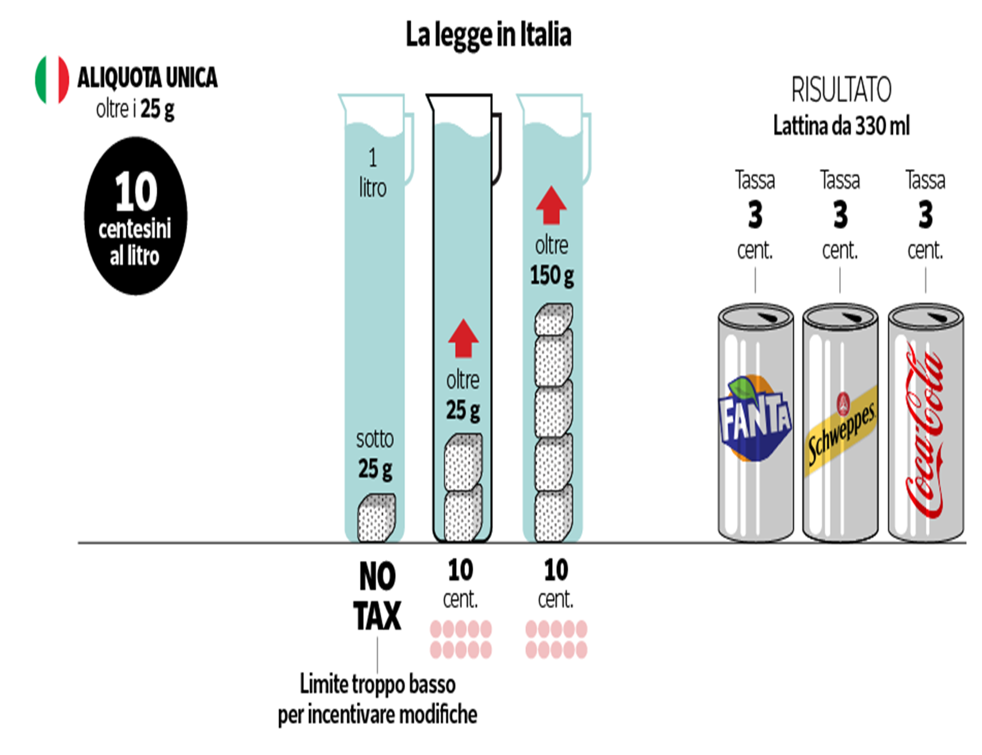 La legge in Italia
ALIQUOTA UNICA
oltre i 25 g
10
centesini
al litro
1
litro
sotto
25 g
oltre
25 g
oltre
150 g
NO
TAX
10
cent.
10
cent.
Limite troppo basso
per incentivare modifiche
RISULTATO
Lattina da 330 ml
Tassa
3
cent.
Tassa
3
cent.
Tassa
3
cent.
FANTA
Schweppes
Coca-Cola